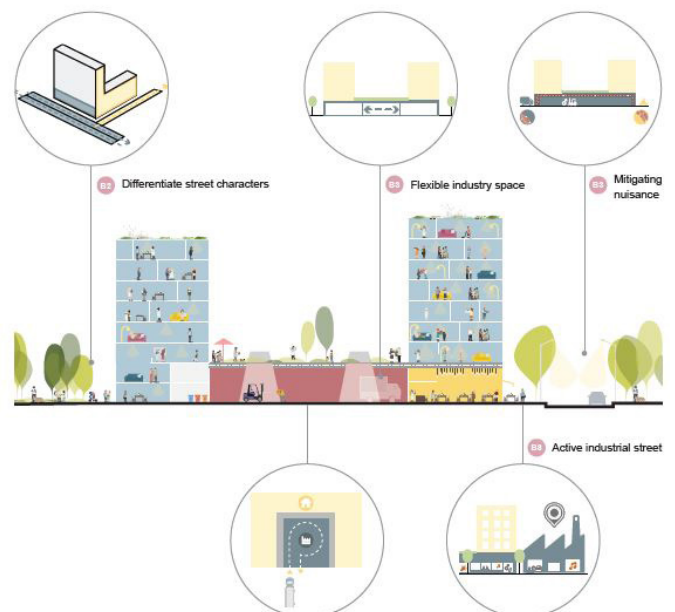 B2 Differentiate street characters
B5 Flexible industry space
B3 Mitigating
nuisance
B8 Active industrial street